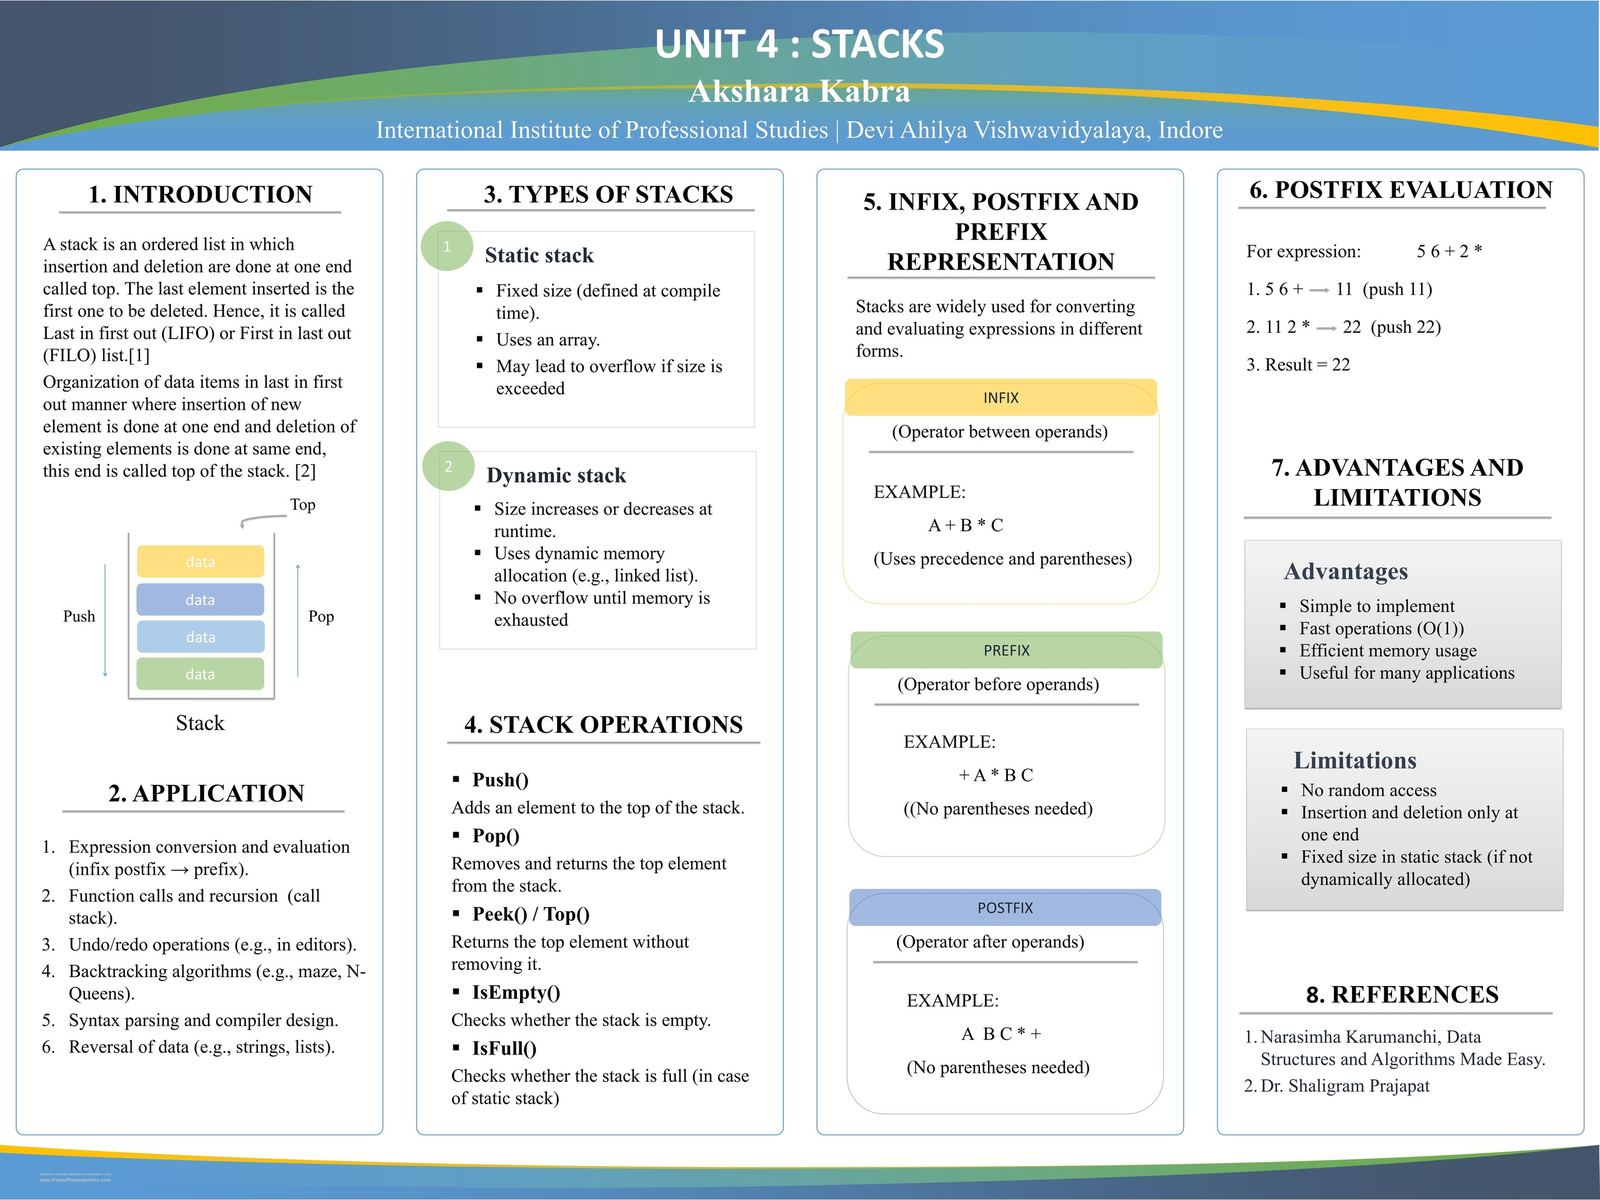 UNIT 4 : STACKS
Akshara Kabra
International Institute of Professional Studies | Devi Ahilya Vishwavidyalaya, Indore
1. INTRODUCTION
A stack is an ordered list in which
insertion and deletion are done at one end
called top. The last element inserted is the
first one to be deleted. Hence, it is called
Last in first out (LIFO) or First in last out
(FILO) list.[1]
Organization of data items in last in first
out manner where insertion of new
element is done at one end and deletion of
existing elements is done at same end,
this end is called top of the stack. [2]
Top
data
data
data
data
Push
Pop
Stack
2. APPLICATION
1. Expression conversion and evaluation
(infix postfix → prefix).
2. Function calls and recursion (call
stack).
3. Undo/redo operations (e.g., in editors).
4. Backtracking algorithms (e.g., maze, N-
Queens).
5. Syntax parsing and compiler design.
6. Reversal of data (e.g., strings, lists).
3. TYPES OF STACKS
1
Static stack
▪ Fixed size (defined at compile
time).
▪ Uses an array.
▪ May lead to overflow if size is
exceeded
2
Dynamic stack
▪ Size increases or decreases at
runtime.
▪ Uses dynamic memory
allocation (e.g., linked list).
▪ No overflow until memory is
exhausted
4. STACK OPERATIONS
▪ Push()
Adds an element to the top of the stack.
▪ Pop()
Removes and returns the top element
from the stack.
▪ Peek() / Top()
Returns the top element without
removing it.
▪ IsEmpty()
Checks whether the stack is empty.
▪ IsFull()
Checks whether the stack is full (in case
of static stack)
5. INFIX, POSTFIX AND
PREFIX
REPRESENTATION
Stacks are widely used for converting
and evaluating expressions in different
forms.
INFIX
(Operator between operands)
EXAMPLE:
A + B * C
(Uses precedence and parentheses)
PREFIX
(Operator before operands)
EXAMPLE:
+ A * B C
((No parentheses needed)
POSTFIX
(Operator after operands)
EXAMPLE:
A B C * +
(No parentheses needed)
6. POSTFIX EVALUATION
For expression: 5 6 + 2 *
1. 5 6 + → 11 (push 11)
2. 11 2 * → 22 (push 22)
3. Result = 22
7. ADVANTAGES AND
LIMITATIONS
Advantages
▪ Simple to implement
▪ Fast operations (O(1))
▪ Efficient memory usage
▪ Useful for many applications
Limitations
▪ No random access
▪ Insertion and deletion only at
one end
▪ Fixed size in static stack (if not
dynamically allocated)
8. REFERENCES
1. Narasimha Karumanchi, Data
Structures and Algorithms Made Easy.
2. Dr. Shaligram Prajapat
www.PosterPresentations.com